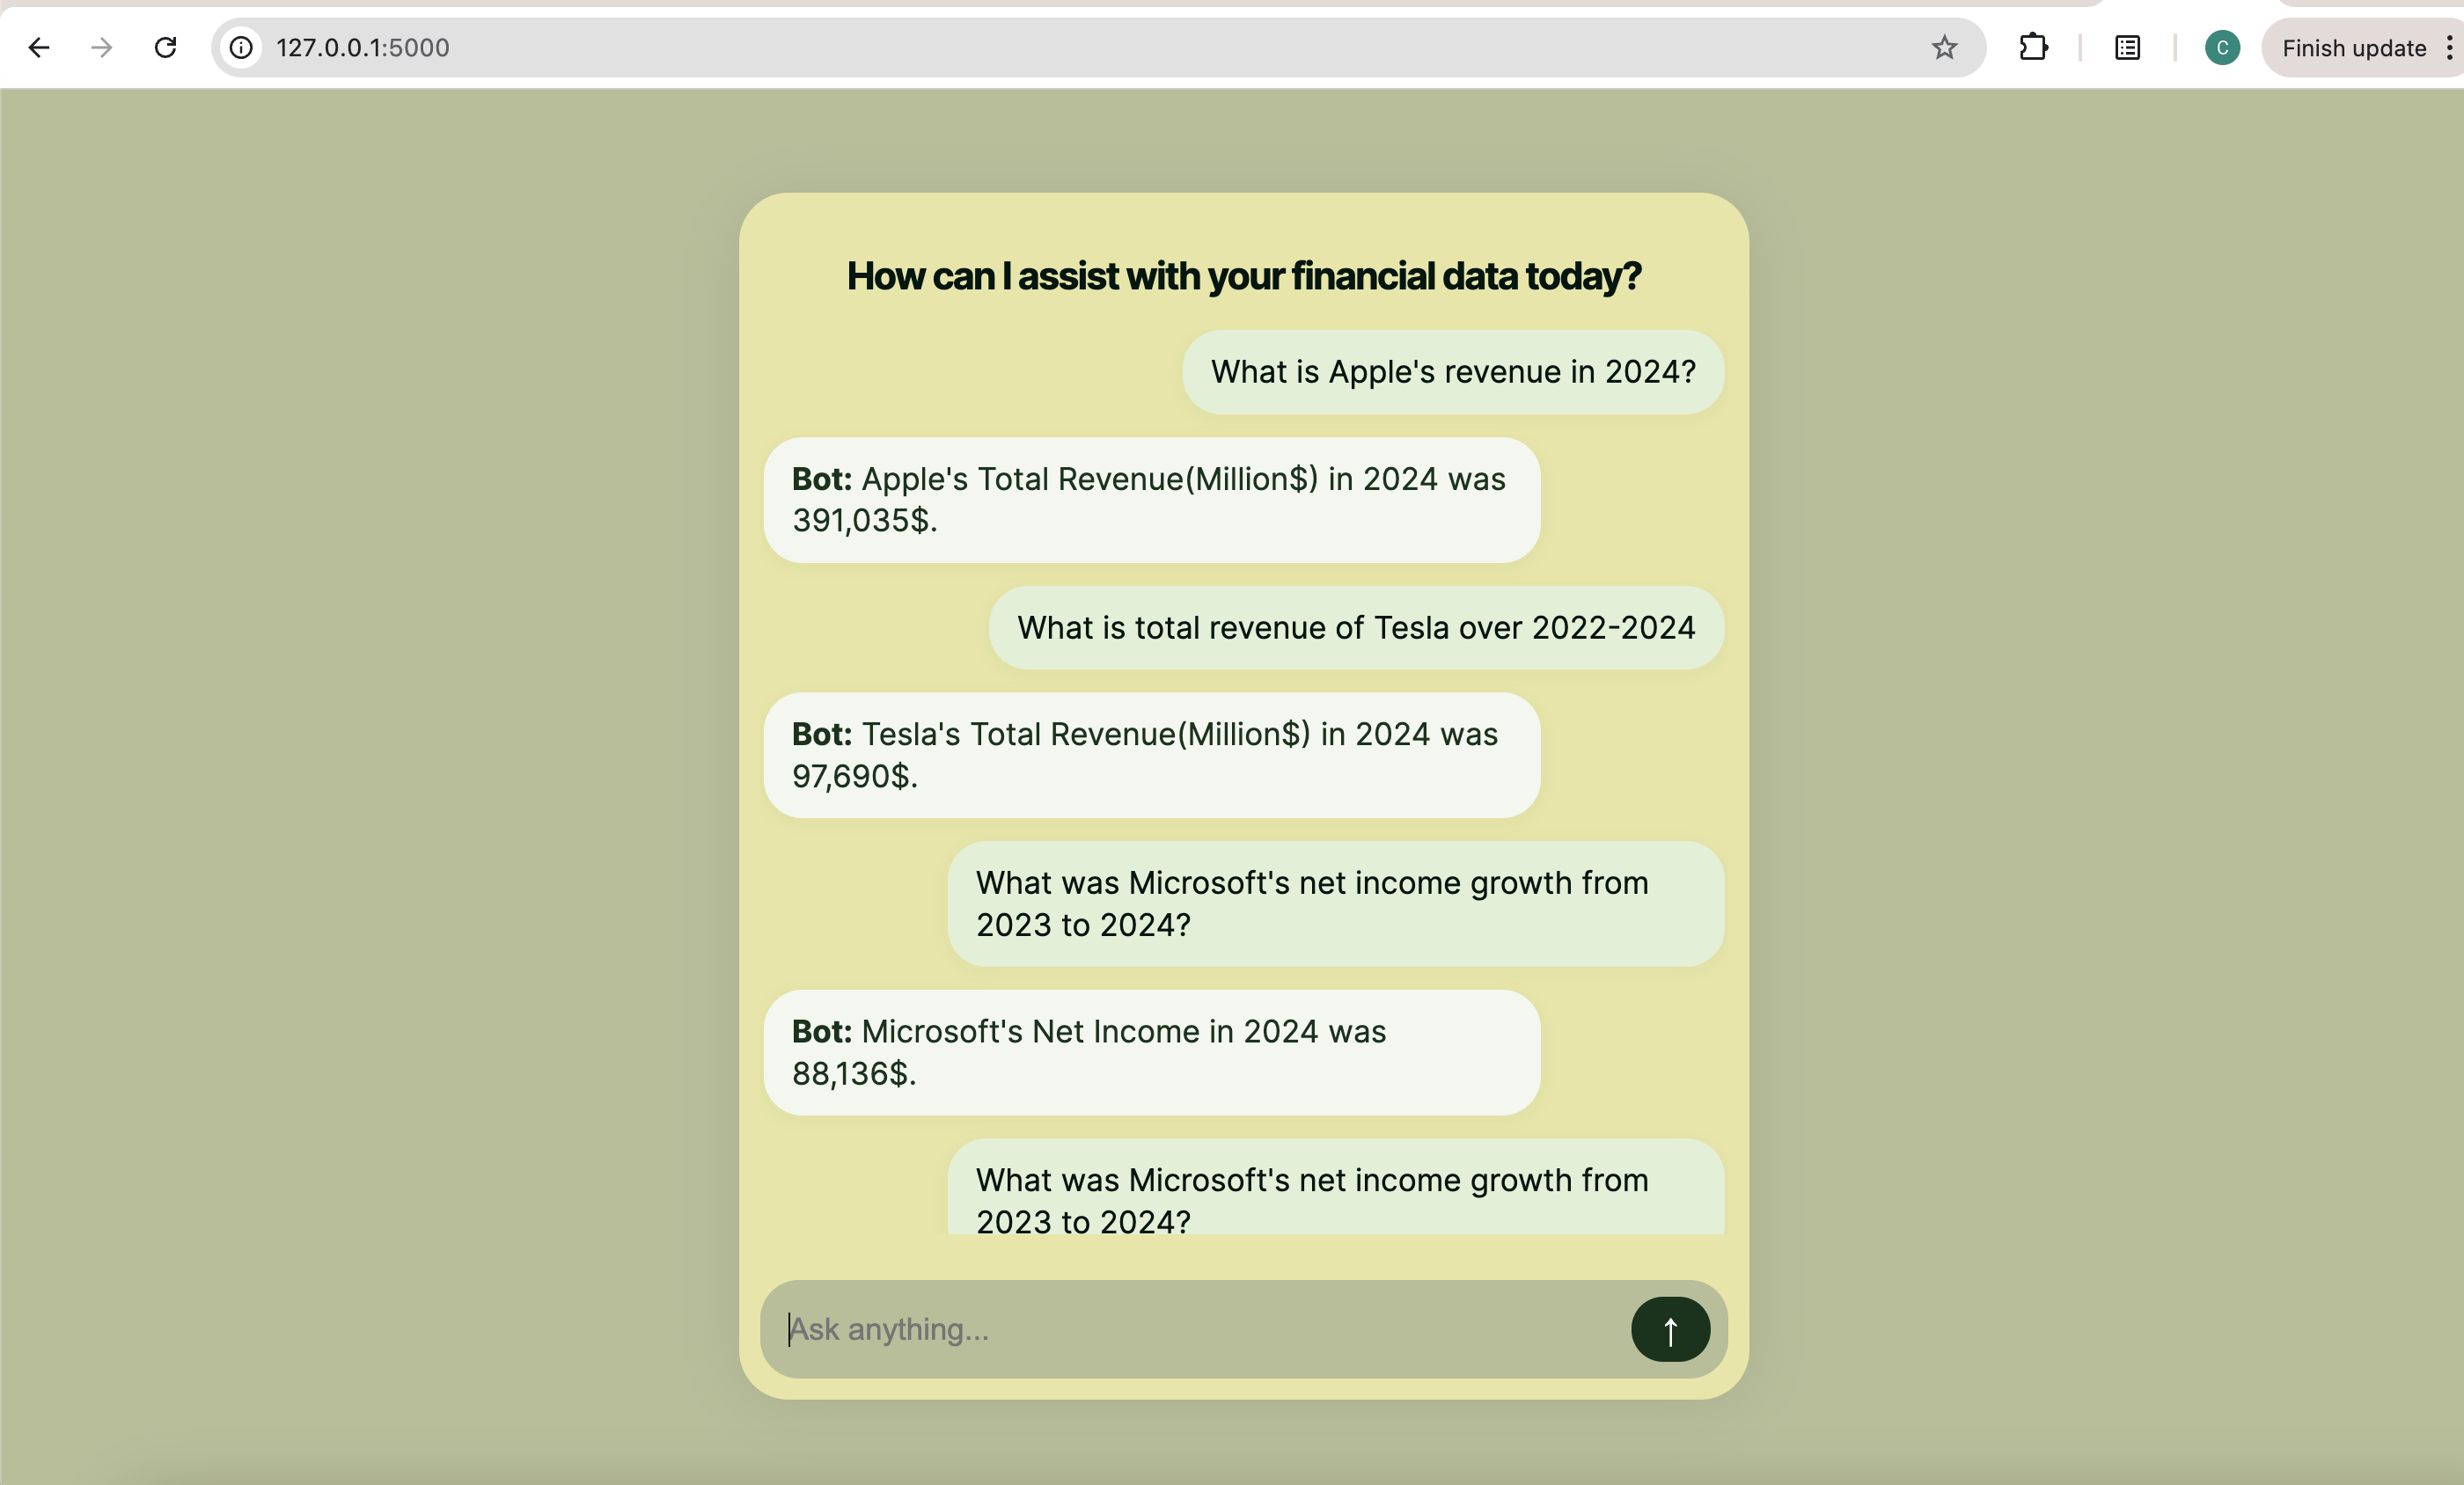 127.0.0.1:5000
C
Finish update
How can I assist with your financial data today?
What is Apple's revenue in 2024?
Bot: Apple's Total Revenue(Million$) in 2024 was
391,035$.
What is total revenue of Tesla over 2022-2024
Bot: Tesla's Total Revenue(Million$) in 2024 was
97,690$.
What was Microsoft's net income growth from
2023 to 2024?
Bot: Microsoft's Net Income in 2024 was
88,136$.
What was Microsoft's net income growth from
2023 to 2024?
Ask anything...